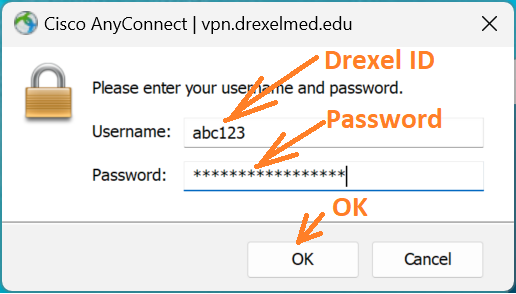 Cisco AnyConnect | vpn.drexelmed.edu
Drexel ID
Please enter your username and password.
Username: abc123
Password
Password: *****************
OK
OK Cancel